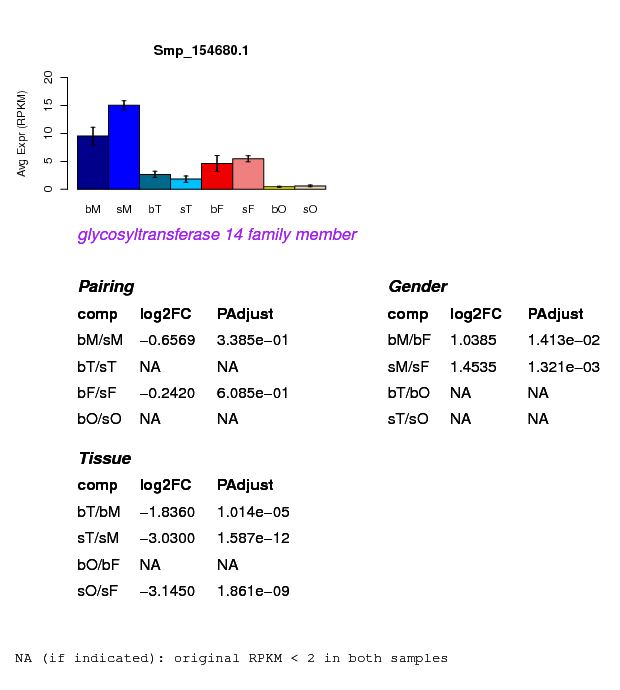 Smp_154680.1
Avg Expr (RPKM)
20
15
10
5
0
bM sM bT sT bF sF bO sO
glycosyltransferase 14 family member
Pairing
comp log2FC PAdjust
bM/sM −0.6569 3.385e−01
bT/sT NA NA
bF/sF −0.2420 6.085e−01
bO/sO NA NA
Gender
comp log2FC PAdjust
bM/bF 1.0385 1.413e−02
sM/sF 1.4535 1.321e−03
bT/bO NA NA
sT/sO NA NA
Tissue
comp log2FC PAdjust
bT/bM −1.8360 1.014e−05
sT/sM −3.0300 1.587e−12
bO/bF NA NA
sO/sF −3.1450 1.861e−09
NA (if indicated): original RPKM < 2 in both samples